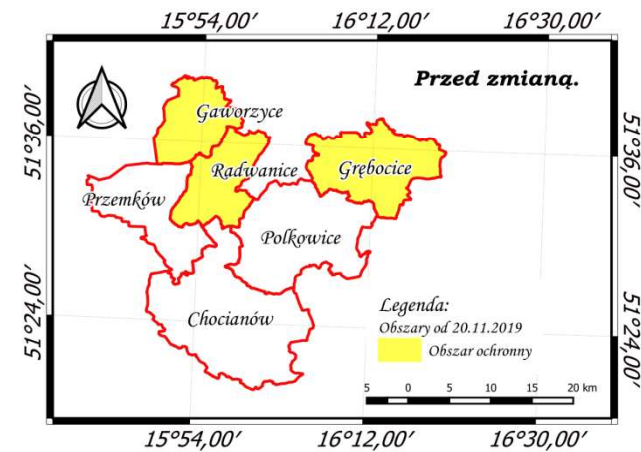 15°54,00′ 16°12,00′ 16°30,00′
Przed zmianą.
51°36,00′
51°36,00′
Gaworzyce
Radwanice
Grębocice
Przemków
Polkowice
Chocianów
51°24,00′
51°24,00′
Legenda:
Obszary od 20.11.2019
Obszar ochronny
5 0 5 10 15 20 km
15°54,00′ 16°12,00′ 16°30,00′